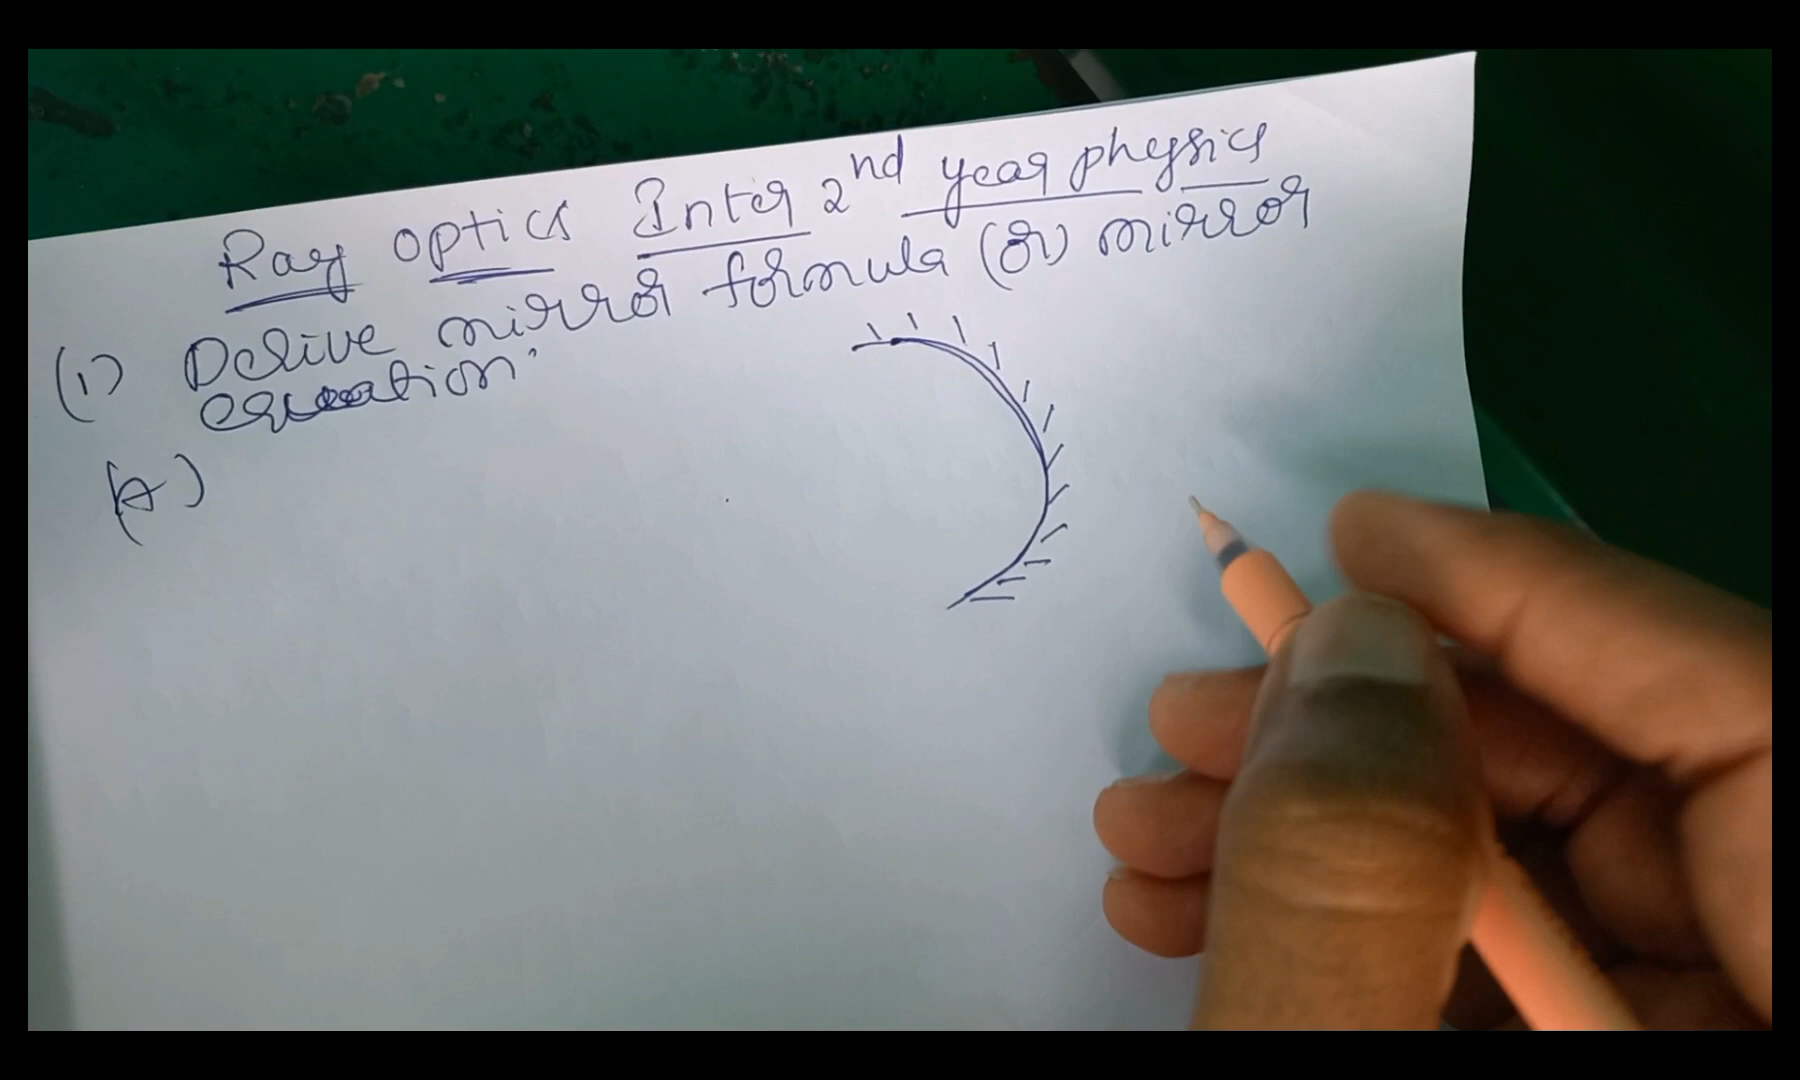 Ray optics Inter 2nd year physics
(1) Derive mirror formula (or) mirror
equation.
(A)